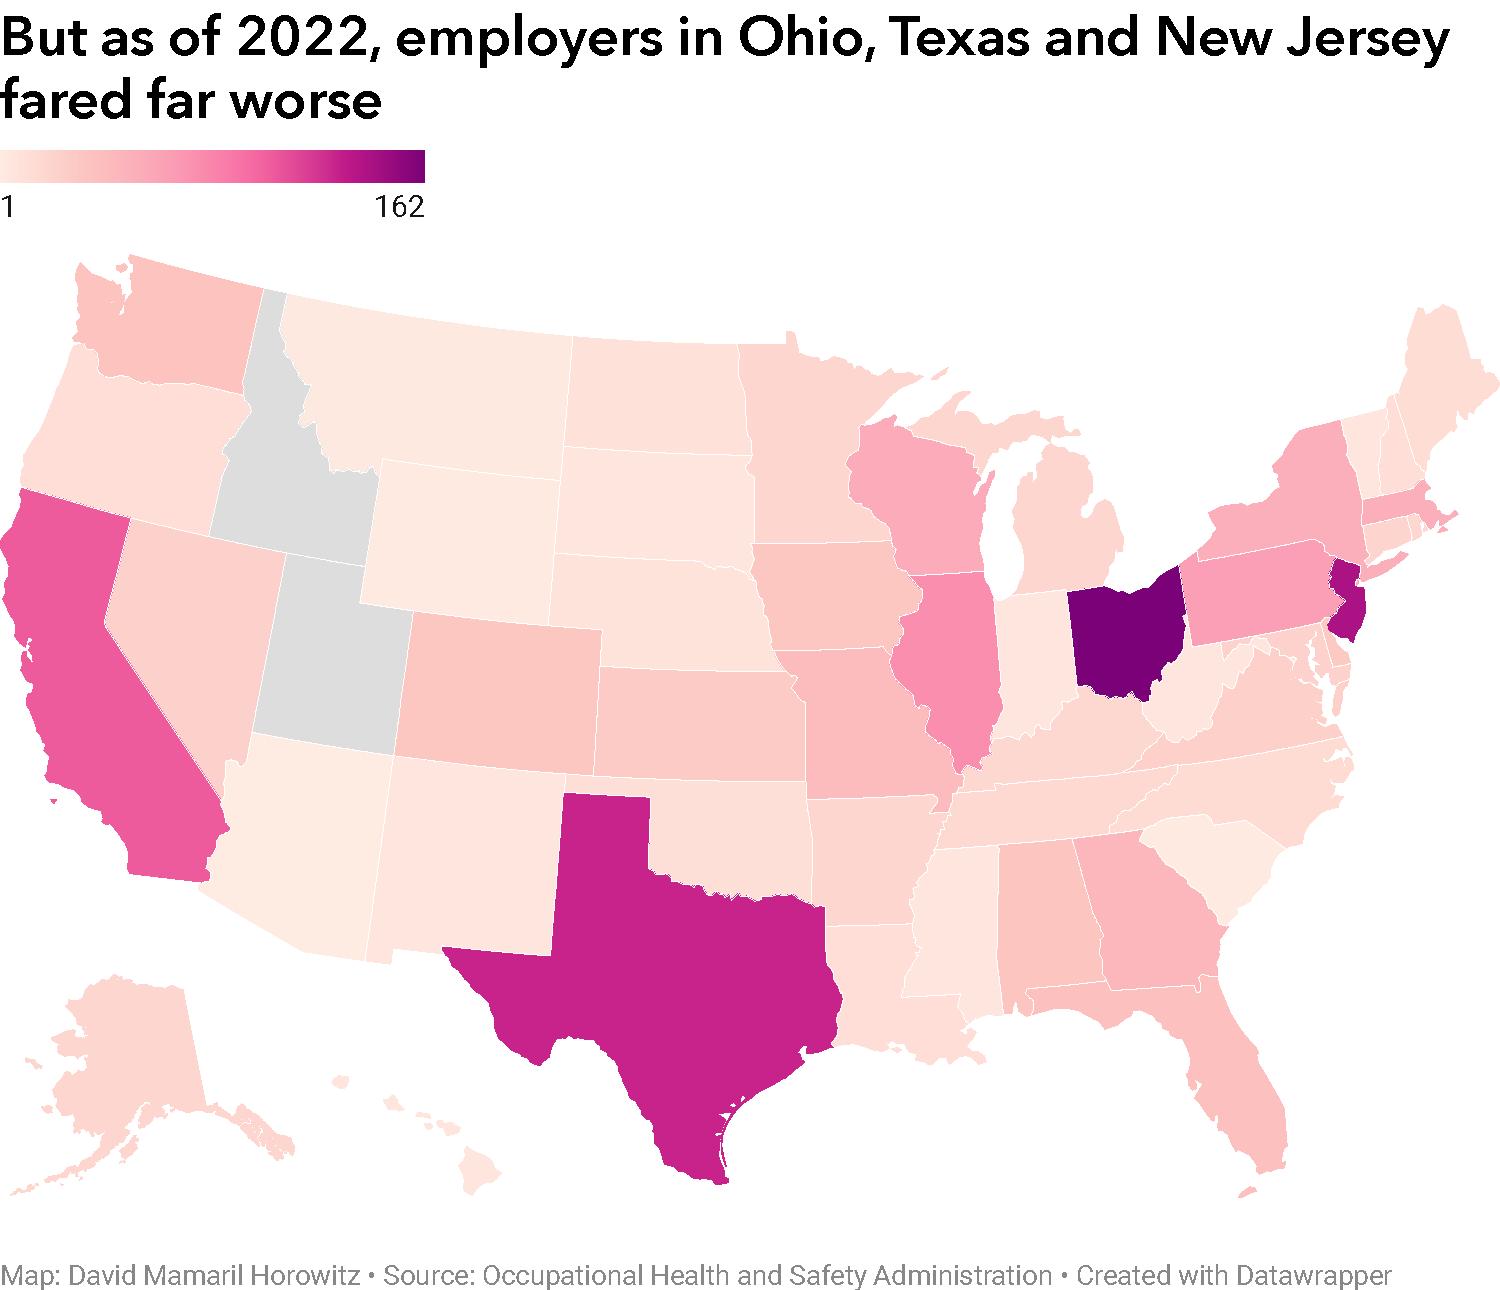 But as of 2022, employers in Ohio, Texas and New Jersey
fared far worse
1
162
Map: David Mamaril Horowitz • Source: Occupational Health and Safety Administration • Created with Datawrapper